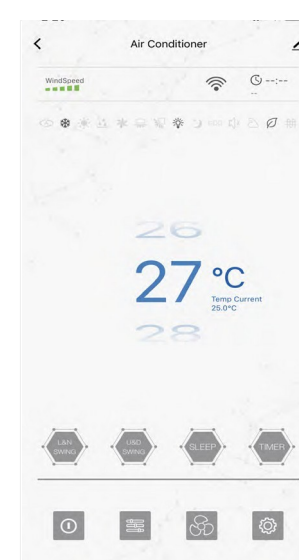 Air Conditioner
WindSpeed
--:--
--
26
27 °C
Temp Current
25.0°C
28
L&N
SWING
U&D
SWING
SLEEP
TIMER